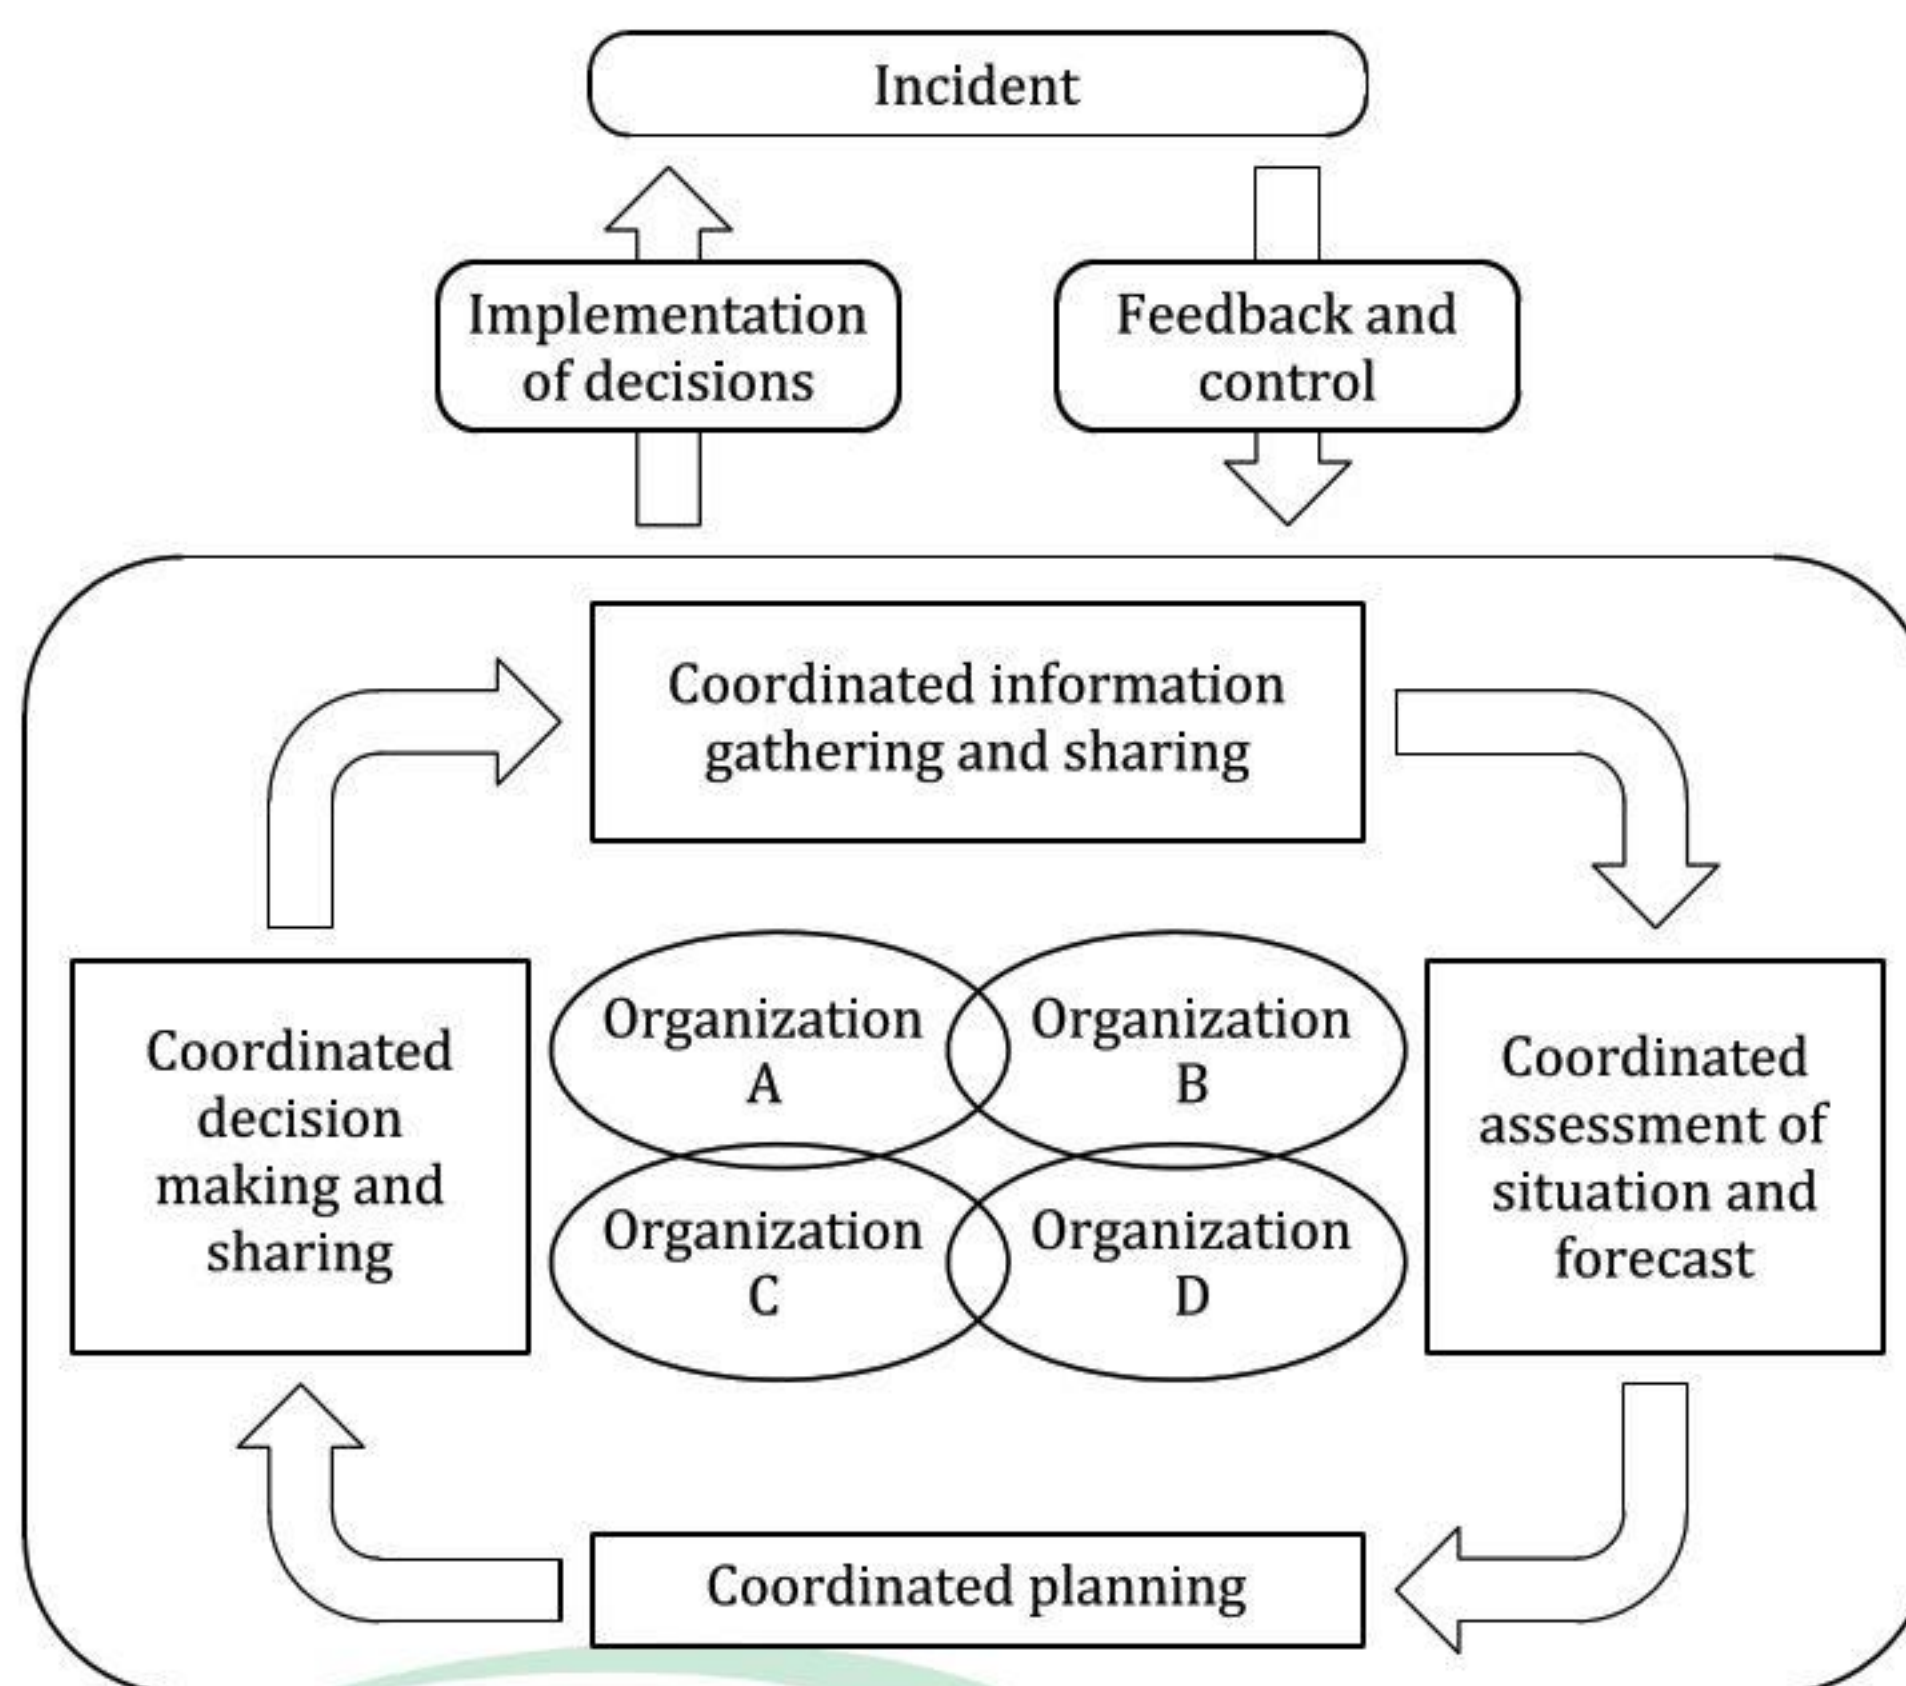 Incident
Implementation
of decisions
Feedback and
control
Coordinated information
gathering and sharing
Coordinated
decision
making and
sharing
Organization
A
Organization
B
Organization
C
Organization
D
Coordinated
assessment of
situation and
forecast
Coordinated planning